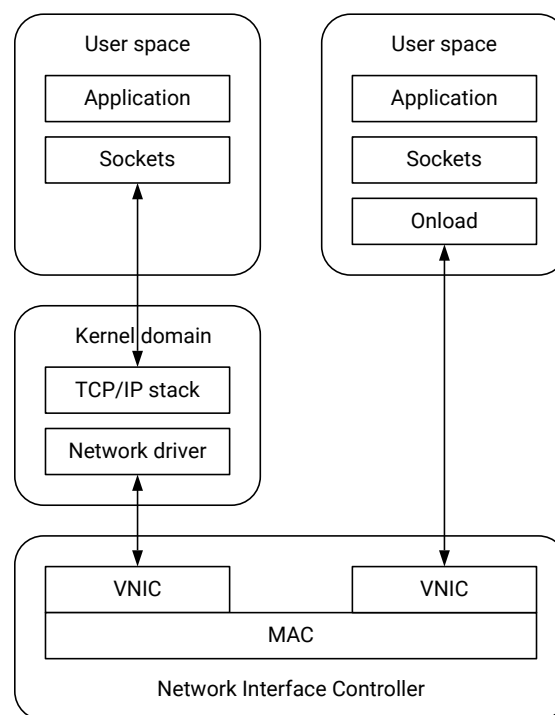 User space
Application
Sockets
User space
Application
Sockets
Onload
Kernel domain
TCP/IP stack
Network driver
VNIC
VNIC
MAC
Network Interface Controller